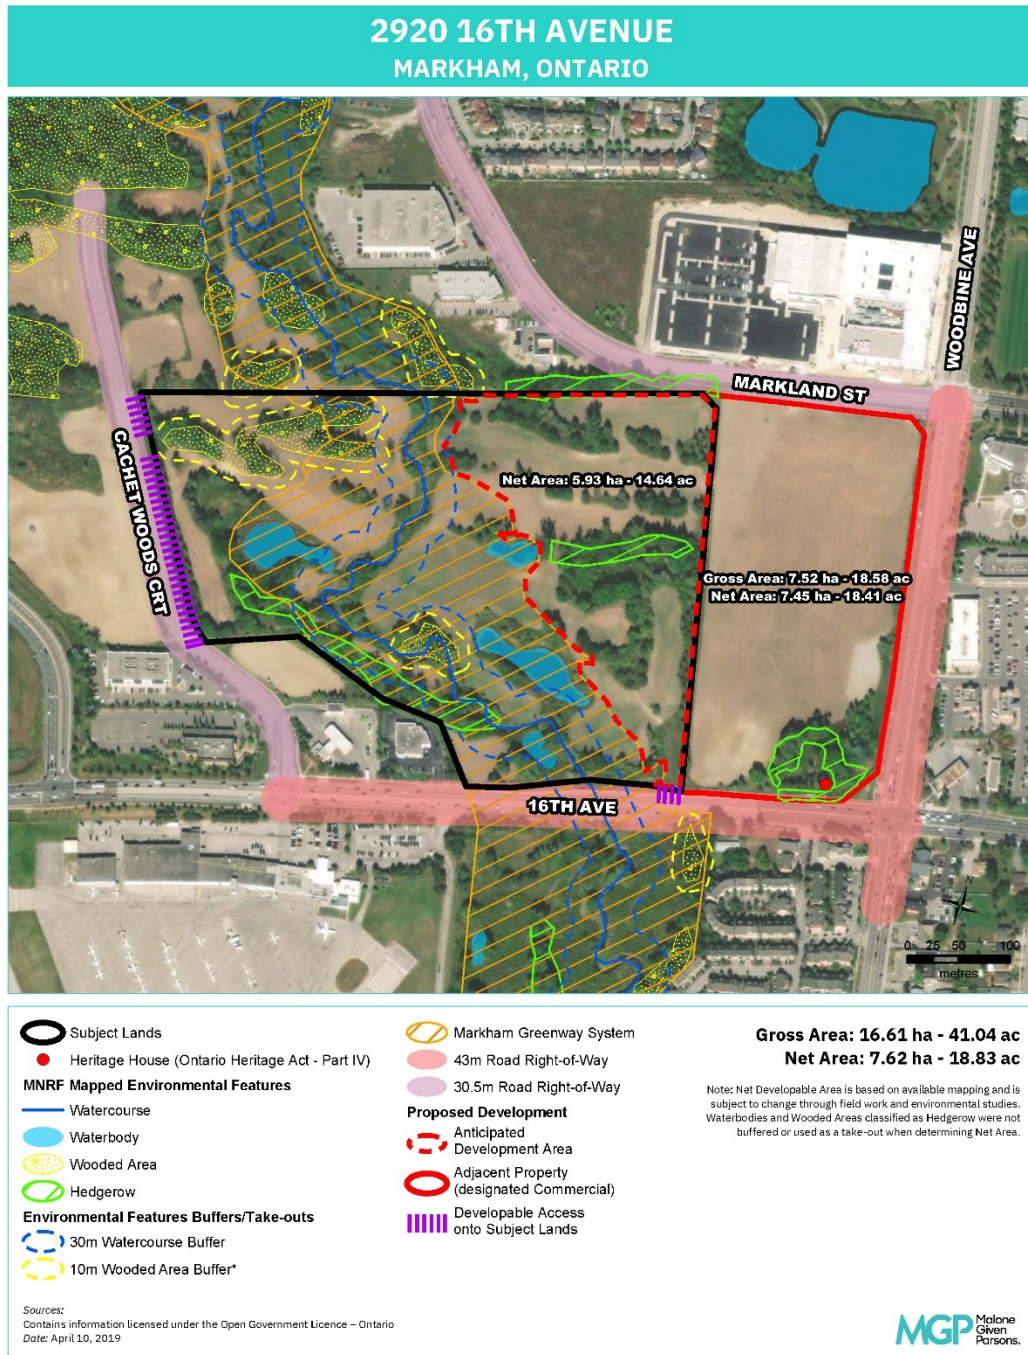 2920 16TH AVENUE
MARKHAM, ONTARIO
WOODBINE AVE
MARKLAND ST
CACHET WOODS CRT
Net Area: 5.93 ha - 14.64 ac
Gross Area: 7.52 ha - 18.58 ac
Net Area: 7.45 ha - 18.41 ac
16TH AVE
N
0 25 50 100
metres
Subject Lands
Heritage House (Ontario Heritage Act - Part IV)
MNRF Mapped Environmental Features
Watercourse
Waterbody
Wooded Area
Hedgerow
Environmental Features Buffers/Take-outs
30m Watercourse Buffer
10m Wooded Area Buffer*
Sources:
Contains information licensed under the Open Government Licence – Ontario
Date: April 10, 2019
Markham Greenway System
43m Road Right-of-Way
30.5m Road Right-of-Way
Proposed Development
Anticipated
Development Area
Adjacent Property
(designated Commercial)
Developable Access
onto Subject Lands
Gross Area: 16.61 ha - 41.04 ac
Net Area: 7.62 ha - 18.83 ac
Note: Net Developable Area is based on available mapping and is
subject to change through field work and environmental studies.
Waterbodies and Wooded Areas classified as Hedgerow were not
buffered or used as a take-out when determining Net Area.
MGP Malone
Given
Parsons.